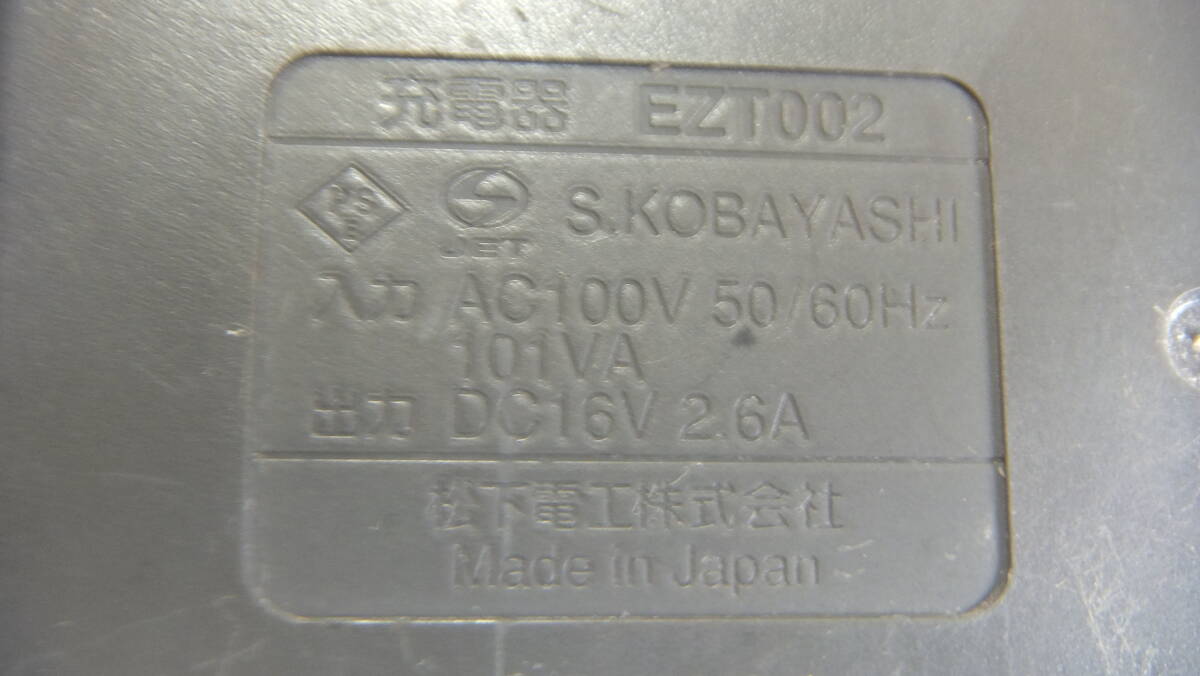 充電器 EZT002
PSE JET S.KOBAYASHI
入力 AC100V 50/60Hz
101VA
出力 DC16V 2.6A
松下電工株式会社
Made in Japan